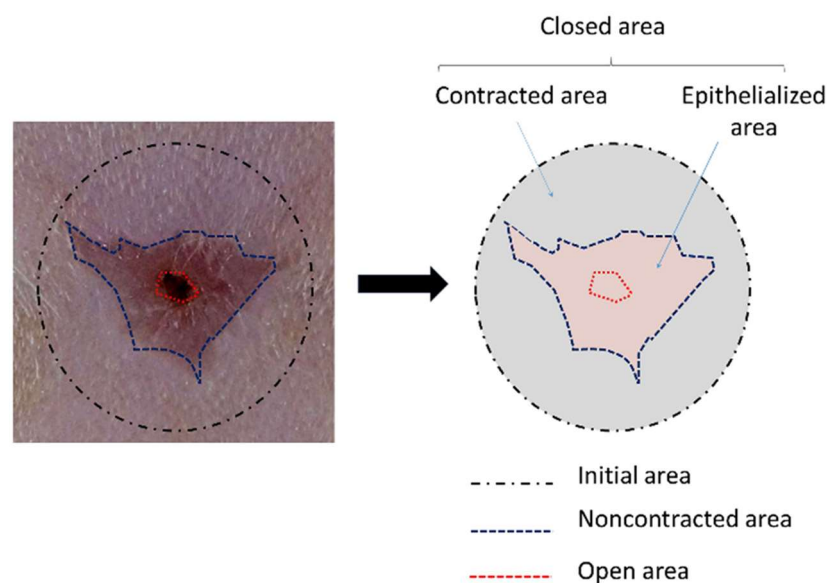 Closed area
Contracted area
Epithelialized
area
Initial area
Noncontracted area
Open area